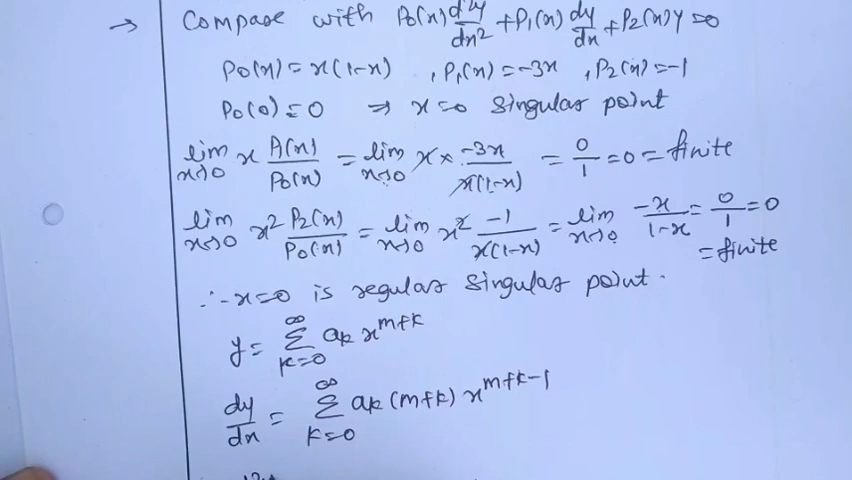 → Compare with P₀(x) d²y/dx² + P₁(x) dy/dx + P₂(x)y = 0
P₀(x) = x(1-x) , P₁(x) = -3x , P₂(x) = -1
P₀(0) = 0 ⇒ x=0 singular point
lim x→0 x P₁(x)/P₀(x) = lim x→0 x × -3x/x(1-x) = 0/1 = 0 = finite
lim x→0 x² P₂(x)/P₀(x) = lim x→0 x² -1/x(1-x) = lim x→0 -x/1-x = 0/1 = 0
= finite
∴ x=0 is regular singular point.
y = ∞ Σ k=0 aₖ x^m+k
dy/dx = ∞ Σ k=0 aₖ (m+k) x^m+k-1